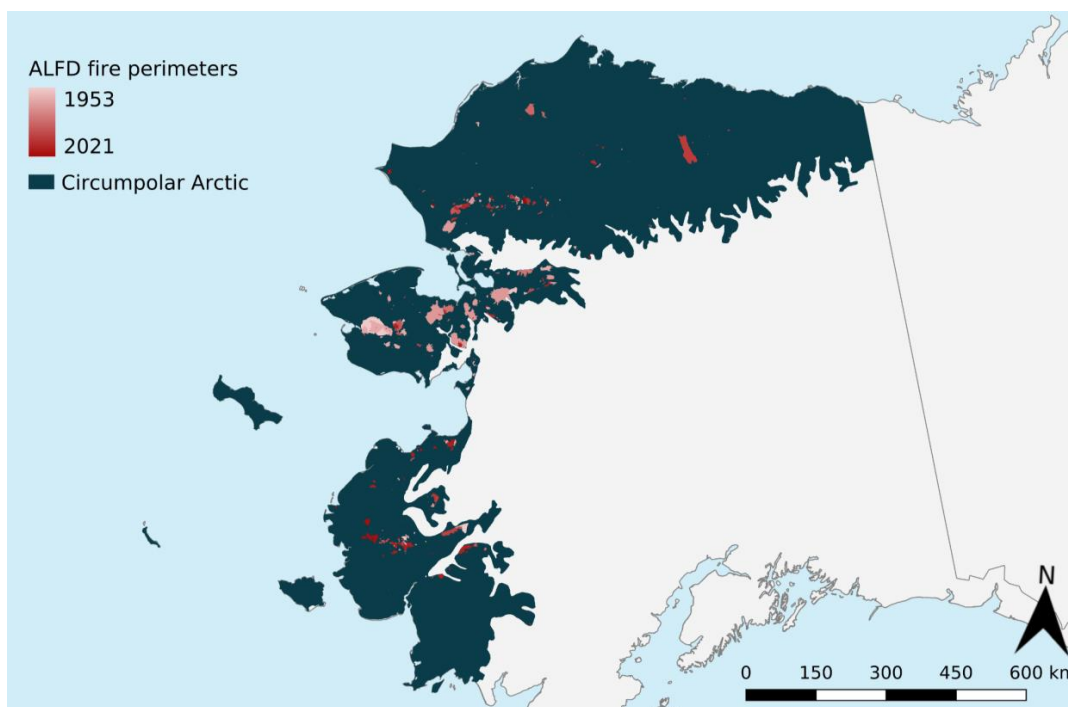 ALFD fire perimeters
1953
2021
Circumpolar Arctic
N
0 150 300 450 600 km